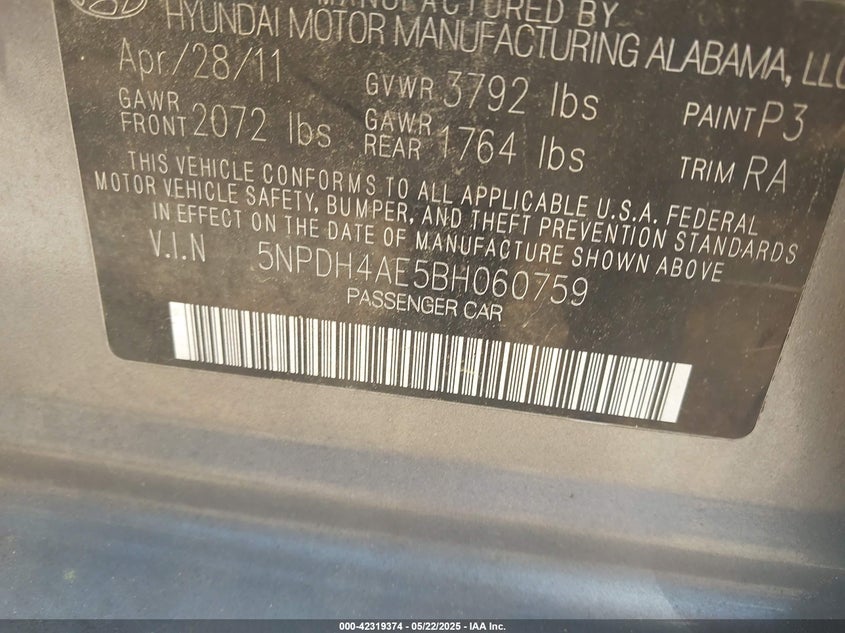 MANUFACTURED BY
HYUNDAI MOTOR MANUFACTURING ALABAMA, LLC
Apr/28/11 GVWR 3792 lbs PAINT P3
GAWR FRONT 2072 lbs GAWR REAR 1764 lbs TRIM RA
THIS VEHICLE CONFORMS TO ALL APPLICABLE U.S.A. FEDERAL
MOTOR VEHICLE SAFETY, BUMPER, AND THEFT PREVENTION STANDARDS
IN EFFECT ON THE DATE OF MANUFACTURE SHOWN ABOVE
V.I.N 5NPDH4AE5BH060759
PASSENGER CAR
000-42319374 - 05/22/2025 - IAA Inc.